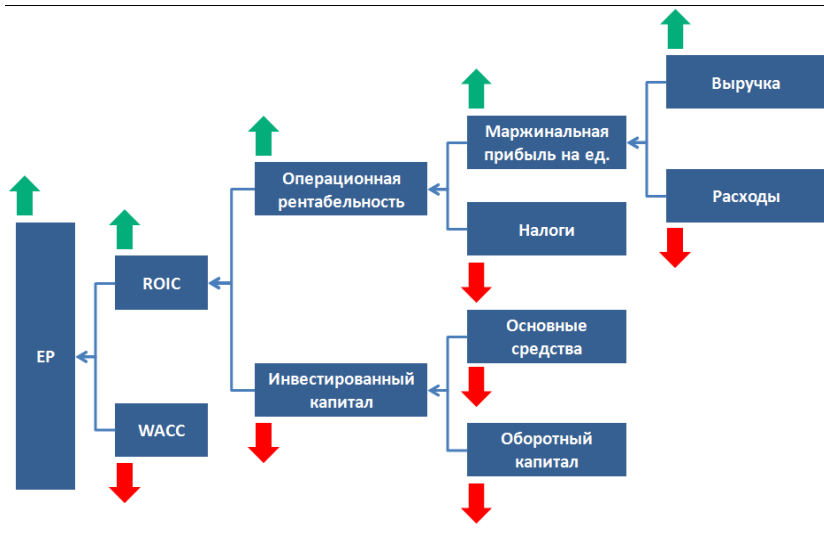 Выручка
Маржинальная
прибыль на ед.
Операционная
рентабельность
Расходы
Налоги
ROIC
EP
Основные
средства
Инвестированный
капитал
WACC
Оборотный
капитал